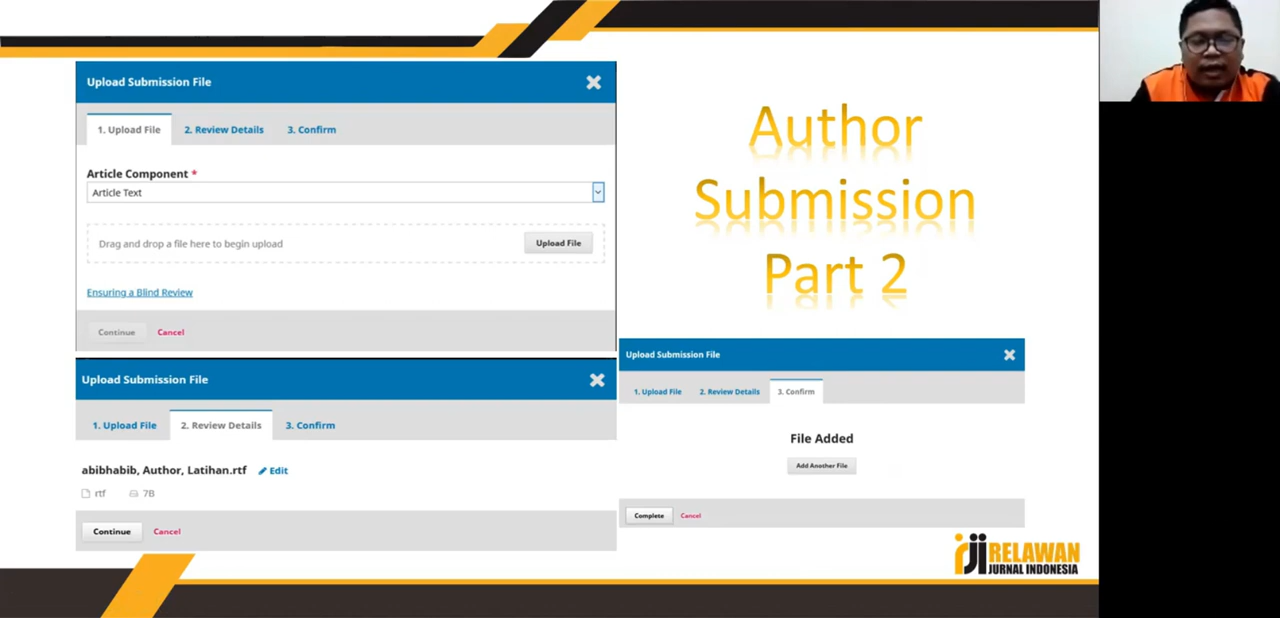 Upload Submission File
1. Upload File 2. Review Details 3. Confirm
Article Component *
Article Text
Drag and drop a file here to begin upload Upload File
Ensuring a Blind Review
Continue Cancel
Upload Submission File
1. Upload File 2. Review Details 3. Confirm
abibhabib, Author, Latihan.rtf Edit
rtf 7B
Continue Cancel
Author
Submission
Part 2
Upload Submission File
1. Upload File 2. Review Details 3. Confirm
File Added
Add Another File
Complete Cancel
rji RELAWAN
JURNAL INDONESIA